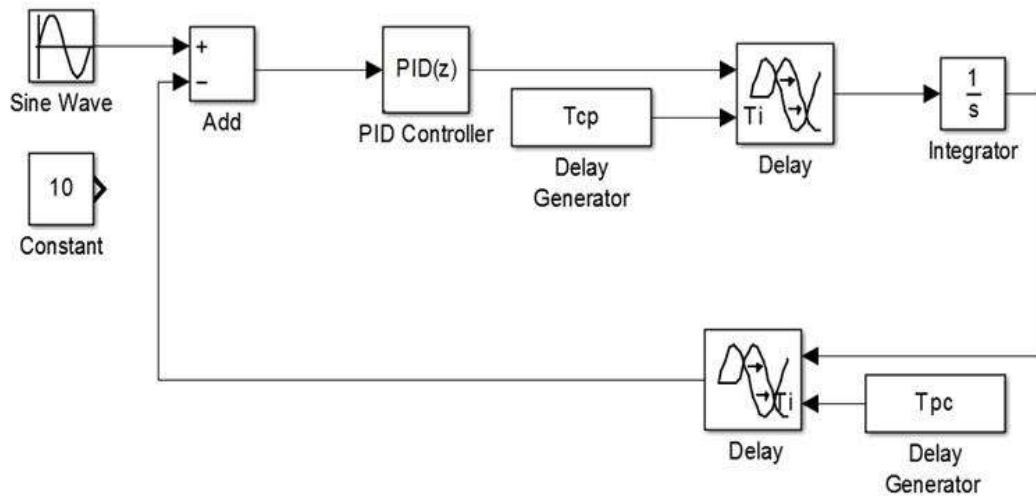 +
−
Sine Wave
Add
PID(z)
PID Controller
Tcp
Delay
Generator
Ti
Delay
1
s
Integrator
10
Constant
Ti
Delay
Tpc
Delay
Generator